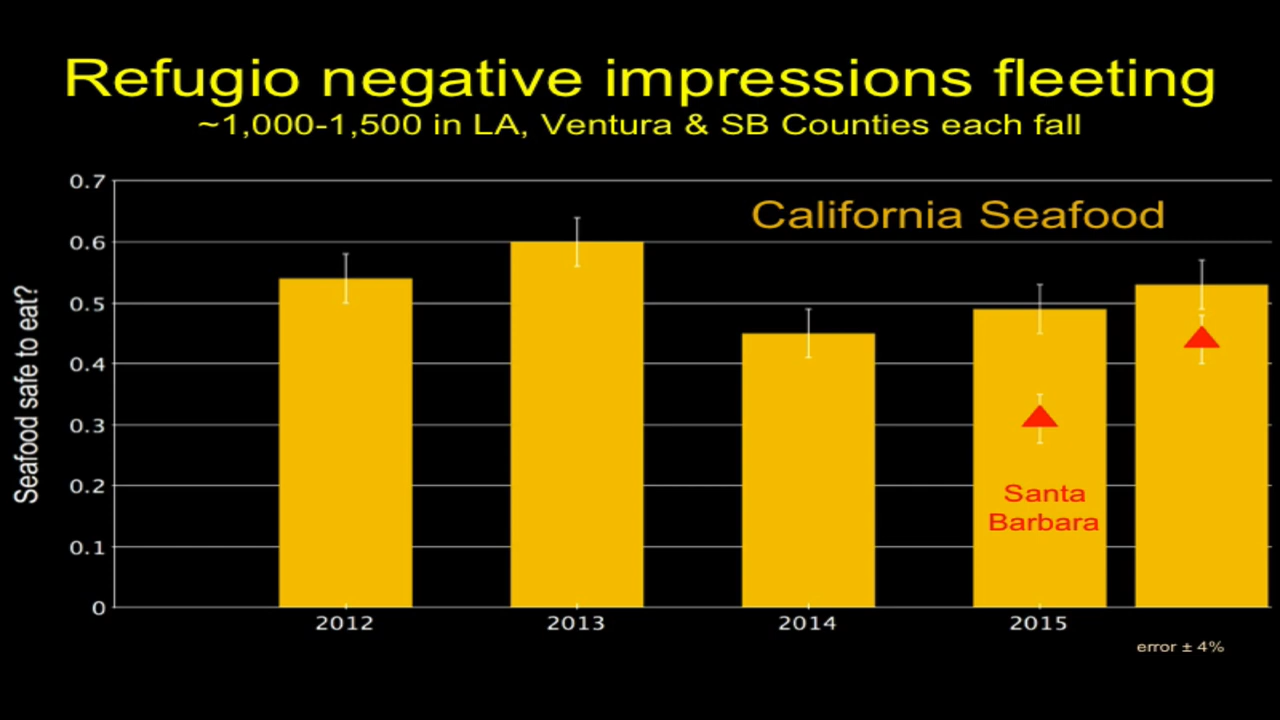 Refugio negative impressions fleeting
~1,000-1,500 in LA, Ventura & SB Counties each fall
California Seafood
Seafood safe to eat?
0.7
0.6
0.5
0.4
0.3
0.2
0.1
0
Santa
Barbara
2012
2013
2014
2015
error ± 4%